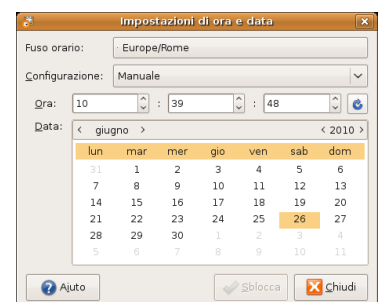 Impostazioni di ora e data
Fuso orario: Europe/Rome
Configurazione: Manuale
Ora: 10 : 39 : 48
Data: < giugno > < 2010 >
lun mar mer gio ven sab dom
31 1 2 3 4 5 6
7 8 9 10 11 12 13
14 15 16 17 18 19 20
21 22 23 24 25 26 27
28 29 30 1 2 3 4
5 6 7 8 9 10 11
Aiuto Sblocca Chiudi